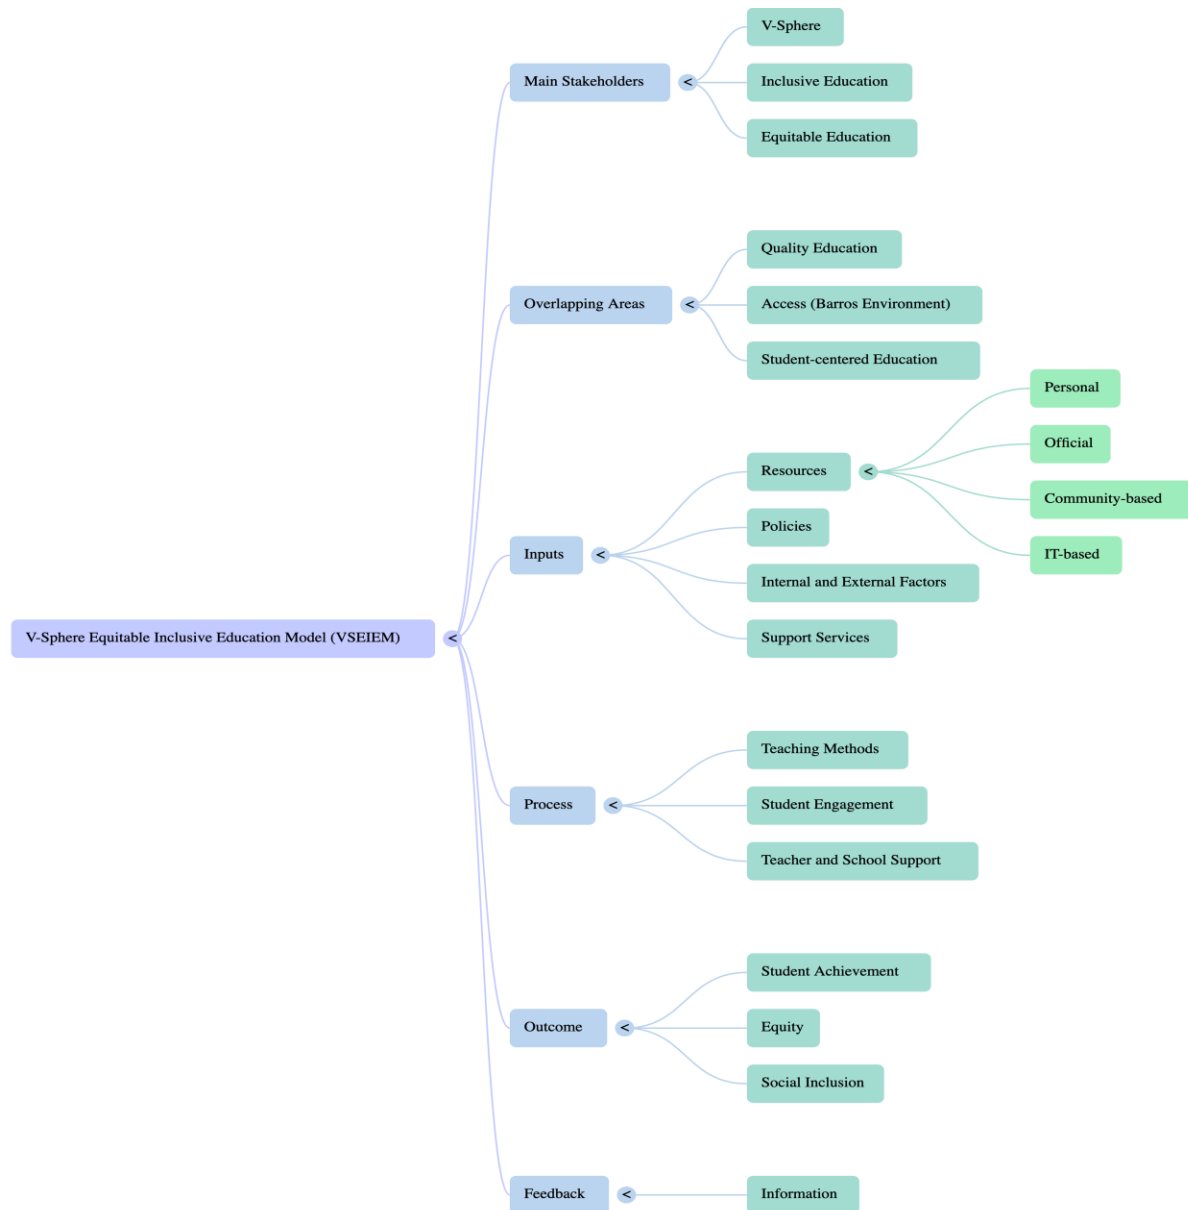 V-Sphere Equitable Inclusive Education Model (VSEIEM)
<
Main Stakeholders
<
V-Sphere
Inclusive Education
Equitable Education
Overlapping Areas
<
Quality Education
Access (Barros Environment)
Student-centered Education
Inputs
<
Resources
<
Personal
Official
Community-based
IT-based
Policies
Internal and External Factors
Support Services
Process
<
Teaching Methods
Student Engagement
Teacher and School Support
Outcome
<
Student Achievement
Equity
Social Inclusion
Feedback
<
Information